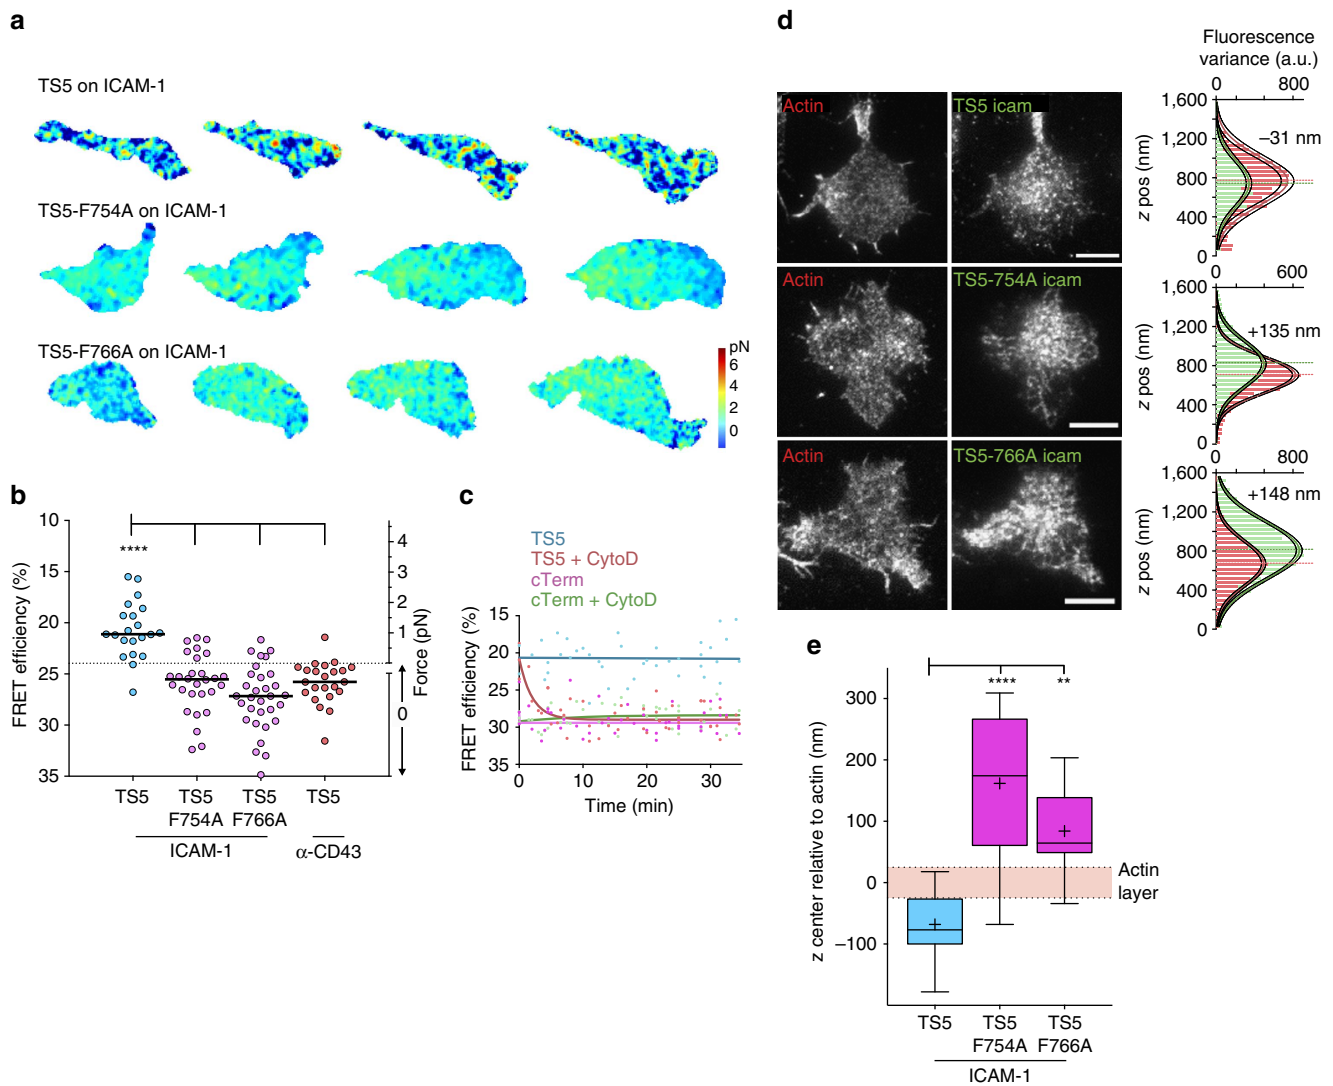 a
TS5 on ICAM-1
TS5-F754A on ICAM-1
TS5-F766A on ICAM-1
pN
6
4
2
0
b
10
15
20
25
30
35
FRET efficiency (%)
****
4
3
2
1
0
Force (pN)
TS5
TS5
F754A
TS5
F766A
TS5
ICAM-1
α-CD43
c
TS5
TS5 + CytoD
cTerm
cTerm + CytoD
15
20
25
30
35
FRET efficiency (%)
0
10
20
30
Time (min)
d
Actin
TS5 icam
Actin
TS5-754A icam
Actin
TS5-766A icam
Fluorescence
variance (a.u.)
0
800
1,600
1,200
800
400
0
z pos (nm)
–31 nm
0
600
1,600
1,200
800
400
0
z pos (nm)
+135 nm
0
800
1,600
1,200
800
400
0
z pos (nm)
+148 nm
e
300
200
100
0
–100
z center relative to actin (nm)
****
**
Actin
layer
TS5
TS5
F754A
TS5
F766A
ICAM-1